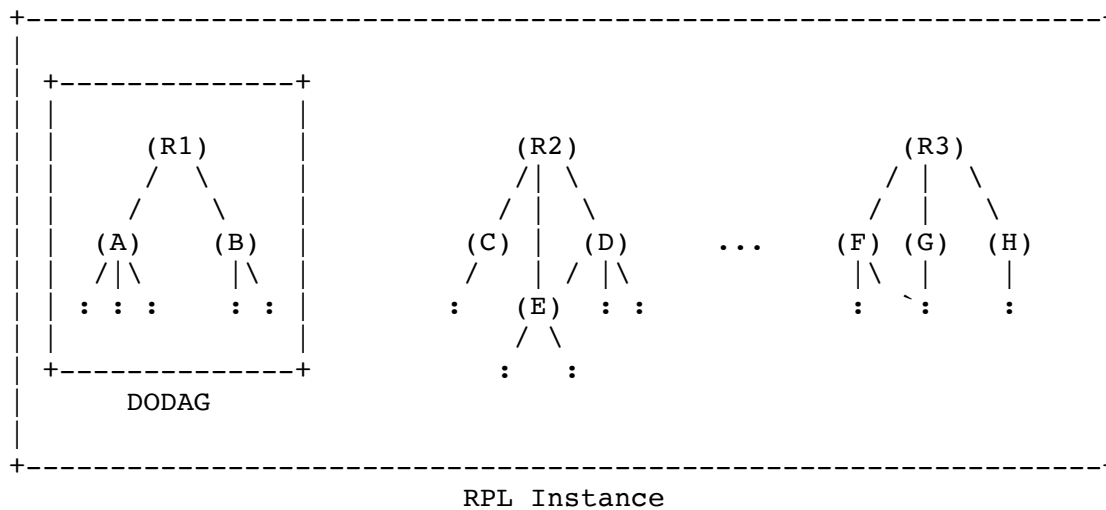 +----------------------------------------------------------------+
|
| +--------------+
| | |
| | (R1) | (R2) (R3)
| | / \ | /| \ / | \
| | / \ | / | \ / | \
| | (A) (B) | (C) | (D) ... (F) (G) (H)
| | /|\ |\ | / | / |\ |\ | |
| | : : : : : | : (E) : : : `: :
| | | / \
| +--------------+ : :
| DODAG
|
+----------------------------------------------------------------+
RPL Instance